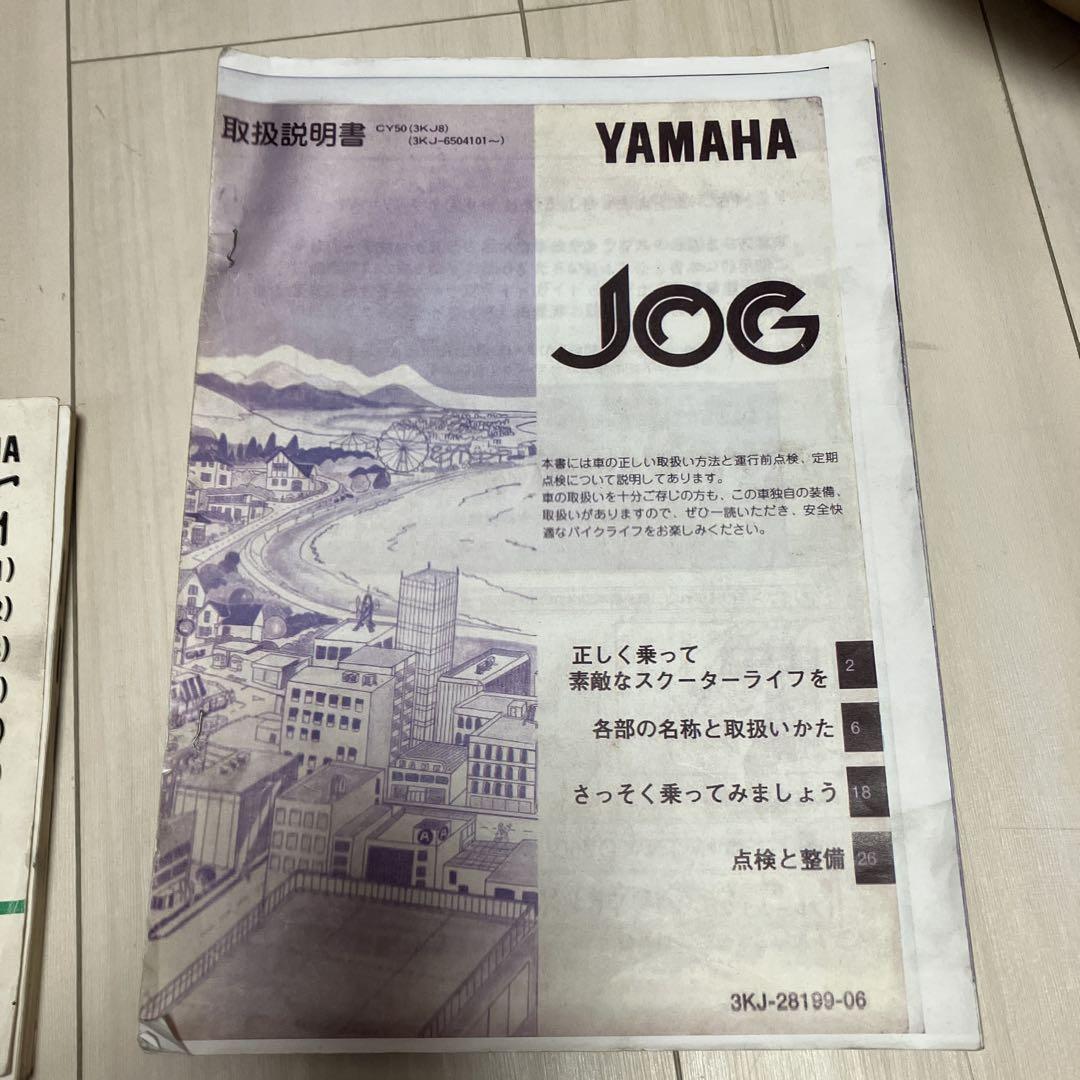 取扱説明書 CY50(3KJ8)
(3KJ-6504101~)
YAMAHA
JOG
本書には車の正しい取扱い方法と運行前点検、定期
点検について説明してあります。
車の取扱いを十分ご存じの方も、この車独自の装備、
取扱いがありますので、ぜひ一読いただき、安全快
適なバイクライフをお楽しみください。
正しく乗って
素敵なスクーターライフを 2
各部の名称と取扱いかた 6
さっそく乗ってみましょう 18
点検と整備 26
3KJ-28199-06